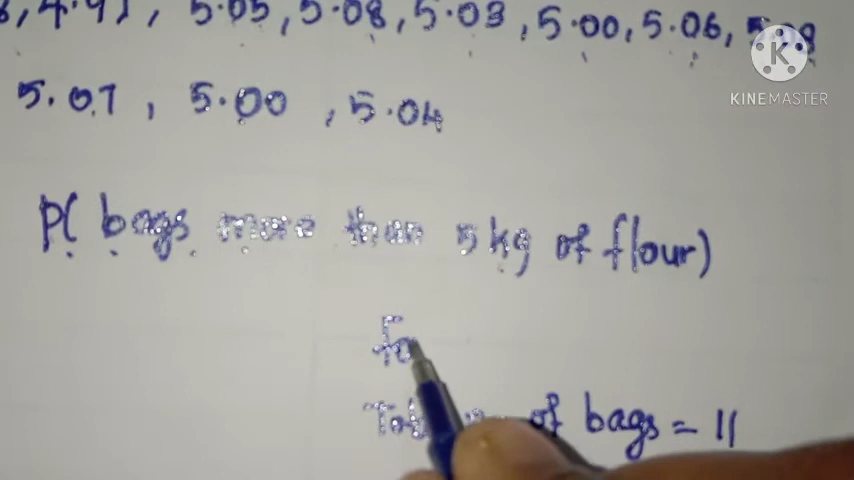 5.05, 5.08, 5.03, 5.00, 5.06,
5.07, 5.00, 5.04
KINEMASTER
P( bags more than 5 kg of flour)
of bags = 11